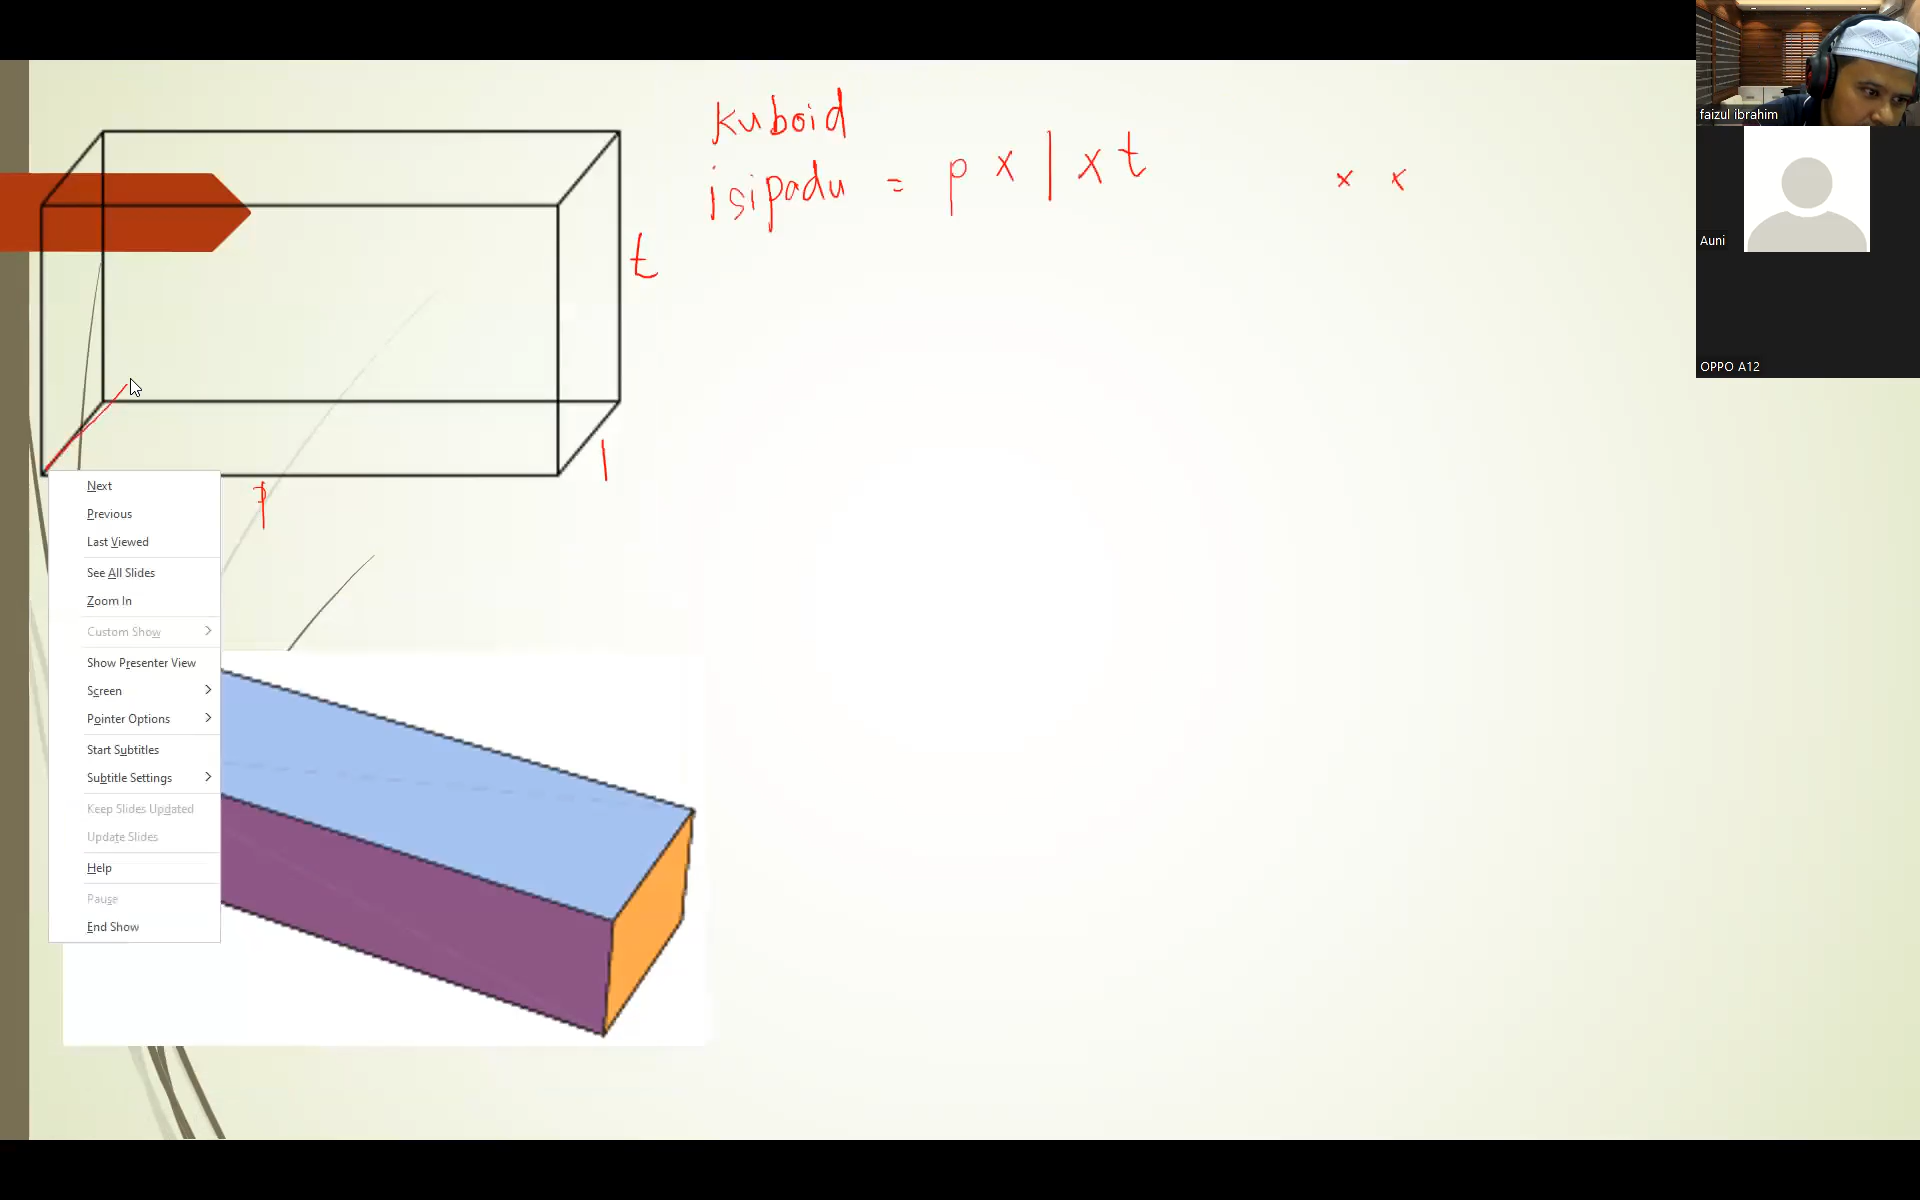 kuboid
isipadu = p x l x t
x x
t
l
p
Next
Previous
Last Viewed
See All Slides
Zoom In
Custom Show
Show Presenter View
Screen
Pointer Options
Start Subtitles
Subtitle Settings
Keep Slides Updated
Update Slides
Help
Pause
End Show
faizul ibrahim
Auni
OPPO A12